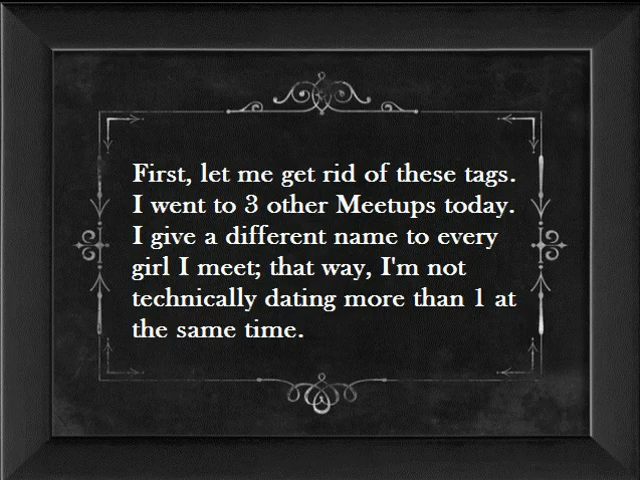 First, let me get rid of these tags.
I went to 3 other Meetups today.
I give a different name to every
girl I meet; that way, I'm not
technically dating more than 1 at
the same time.